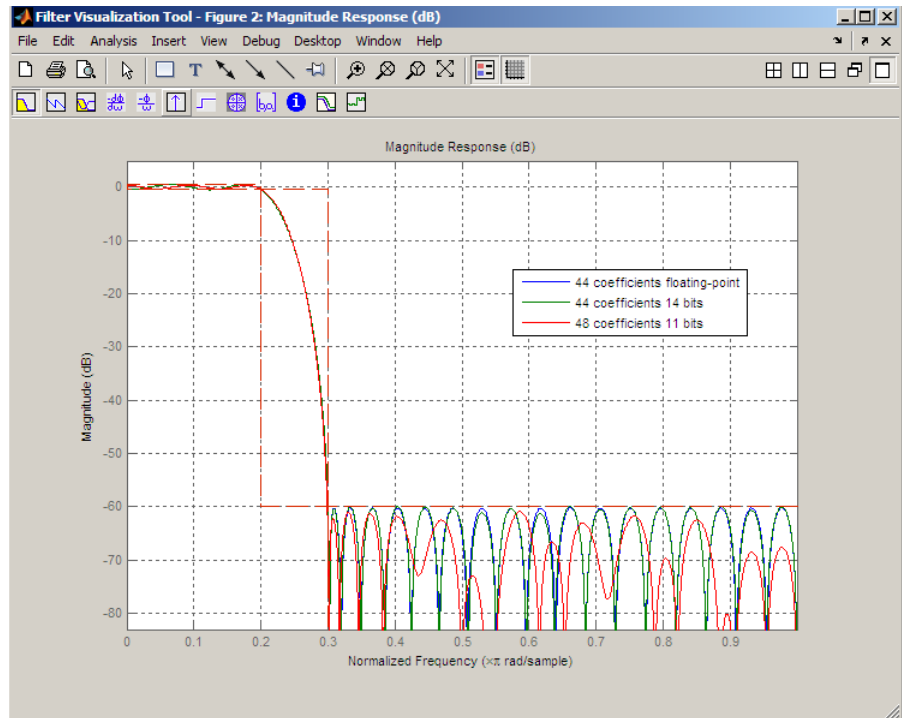 Filter Visualization Tool - Figure 2: Magnitude Response (dB)
File Edit Analysis Insert View Debug Desktop Window Help
Magnitude Response (dB)
0
-10
-20
-30
-40
-50
-60
-70
-80
Magnitude (dB)
44 coefficients floating-point
44 coefficients 14 bits
48 coefficients 11 bits
0 0.1 0.2 0.3 0.4 0.5 0.6 0.7 0.8 0.9
Normalized Frequency (×π rad/sample)